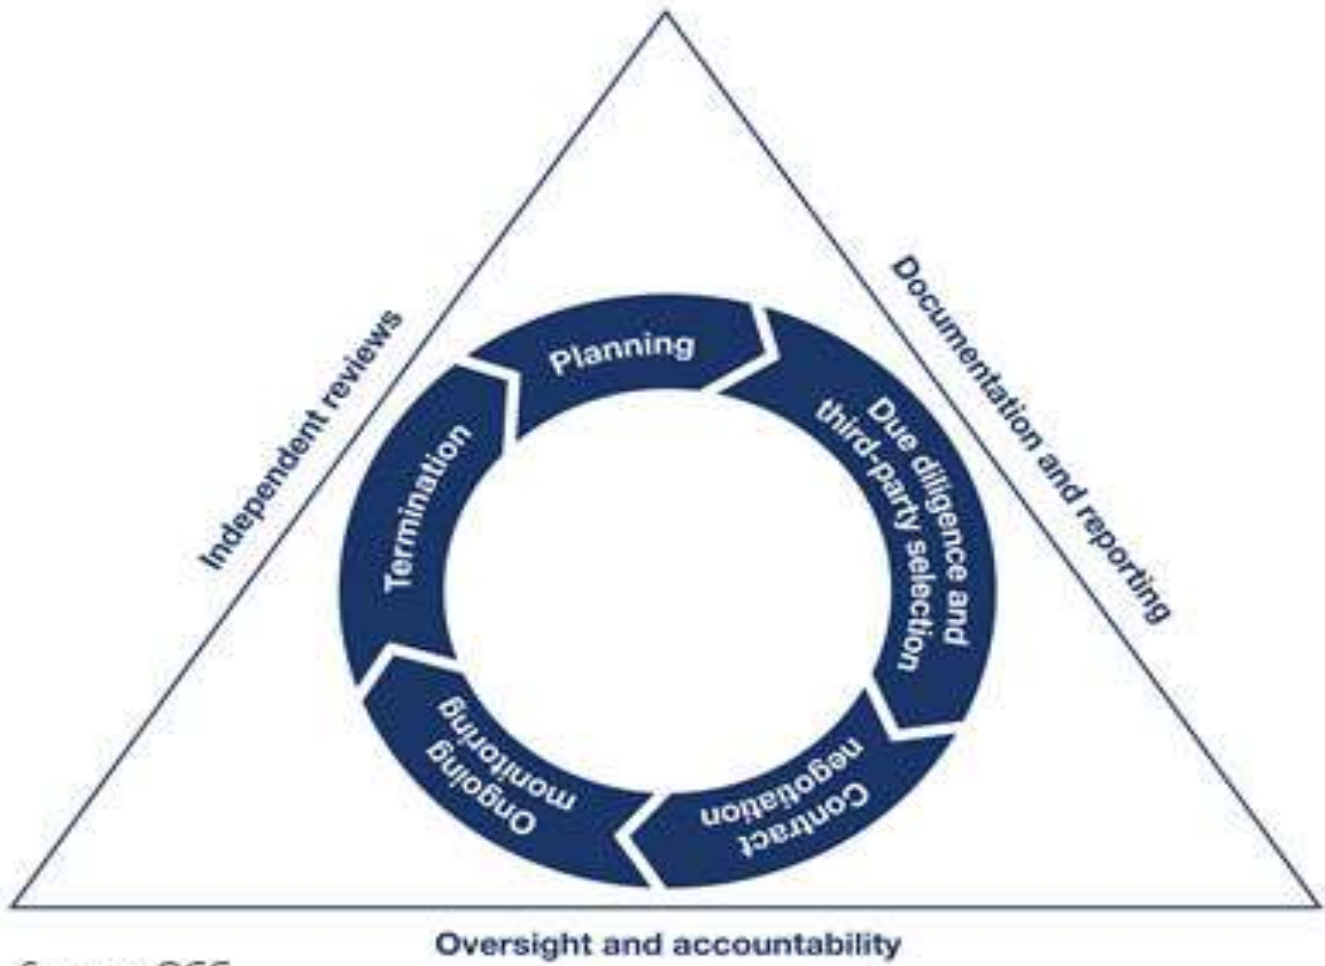 Planning
Due diligence and
third-party selection
Contract
negotiation
Ongoing
monitoring
Termination
Independent reviews
Documentation and reporting
Oversight and accountability